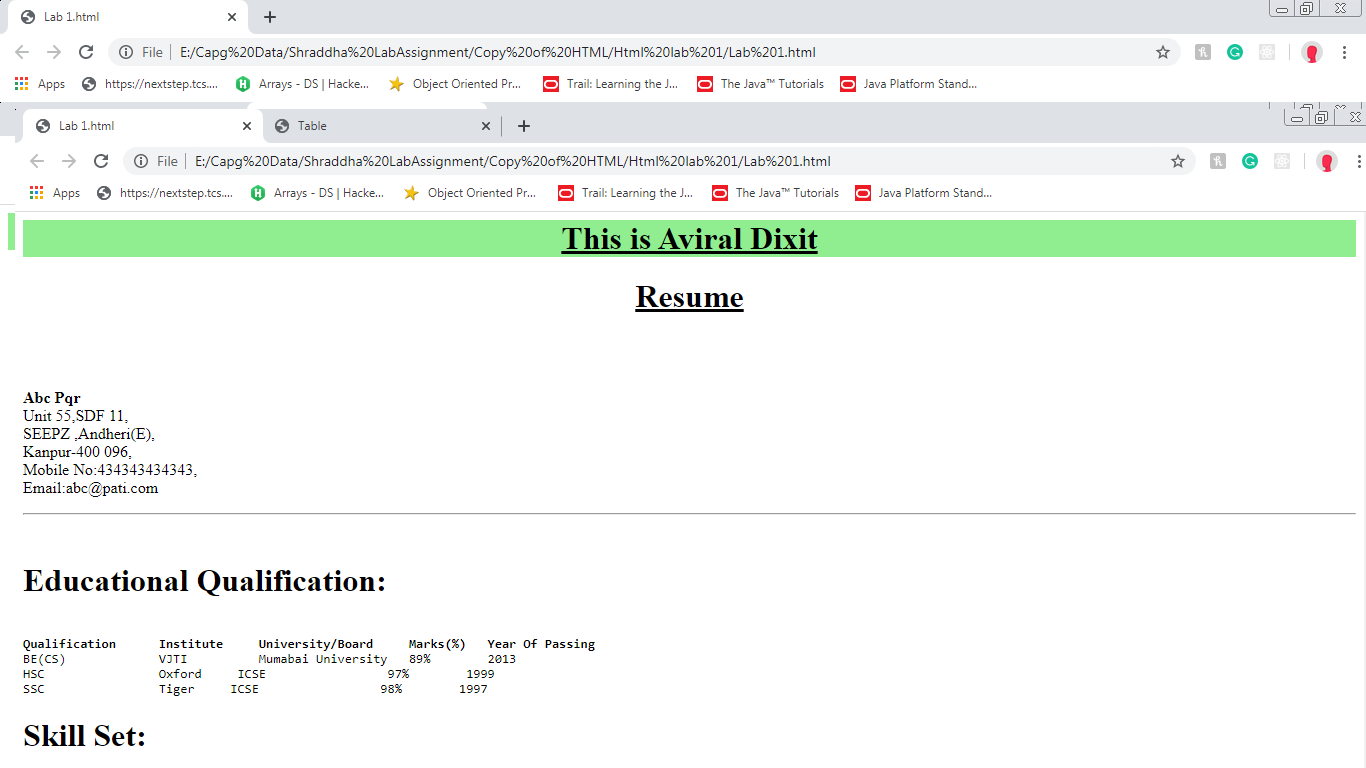 Lab 1.html
File E:/Capg%20Data/Shraddha%20LabAssignment/Copy%20of%20HTML/Html%20lab%201/Lab%201.html
Apps https://nextstep.tcs.... Arrays - DS | Hacke... Object Oriented Pr... Trail: Learning the J... The Java™ Tutorials Java Platform Stand...
Lab 1.html Table
File E:/Capg%20Data/Shraddha%20LabAssignment/Copy%20of%20HTML/Html%20lab%201/Lab%201.html
Apps https://nextstep.tcs.... Arrays - DS | Hacke... Object Oriented Pr... Trail: Learning the J... The Java™ Tutorials Java Platform Stand...
This is Aviral Dixit
Resume
Abc Pqr
Unit 55,SDF 11,
SEEPZ ,Andheri(E),
Kanpur-400 096,
Mobile No:434343434343,
Email:abc@pati.com
Educational Qualification:
Qualification Institute University/Board Marks(%) Year Of Passing
BE(CS) VJTI Mumabai University 89% 2013
HSC Oxford ICSE 97% 1999
SSC Tiger ICSE 98% 1997
Skill Set: